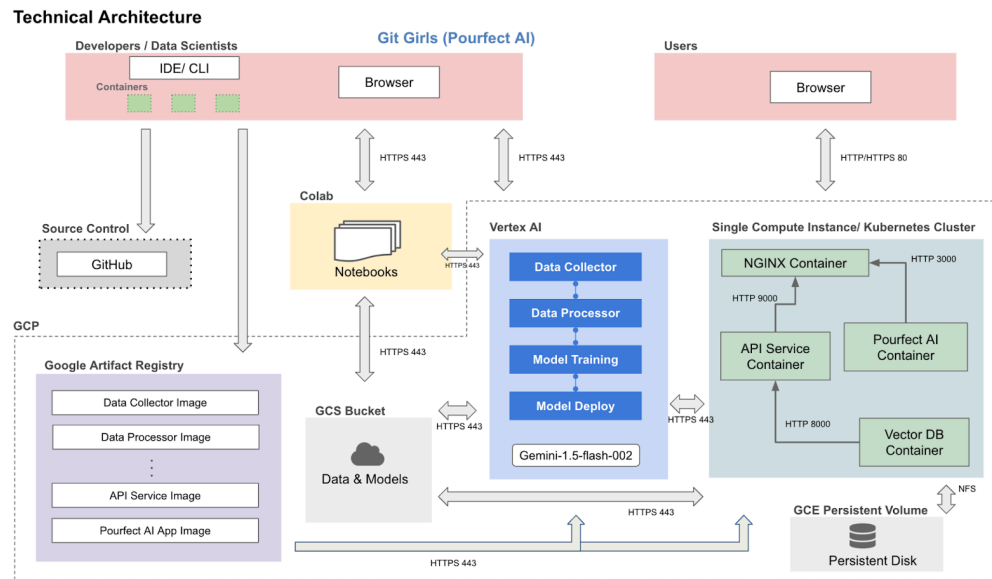 Technical Architecture
Git Girls (Pourfect AI)
Developers / Data Scientists
IDE/ CLI
Containers
Browser
Users
Browser
HTTPS 443
HTTPS 443
HTTP/HTTPS 80
Colab
Notebooks
HTTPS 443
Source Control
GitHub
GCP
HTTPS 443
Vertex AI
Data Collector
Data Processor
Model Training
Model Deploy
Gemini-1.5-flash-002
Single Compute Instance/ Kubernetes Cluster
NGINX Container
HTTP 3000
HTTP 9000
API Service
Container
Pourfect AI
Container
HTTP 8000
Vector DB
Container
Google Artifact Registry
Data Collector Image
Data Processor Image
API Service Image
Pourfect AI App Image
GCS Bucket
Data & Models
HTTPS 443
HTTPS 443
HTTPS 443
NFS
GCE Persistent Volume
Persistent Disk
HTTPS 443